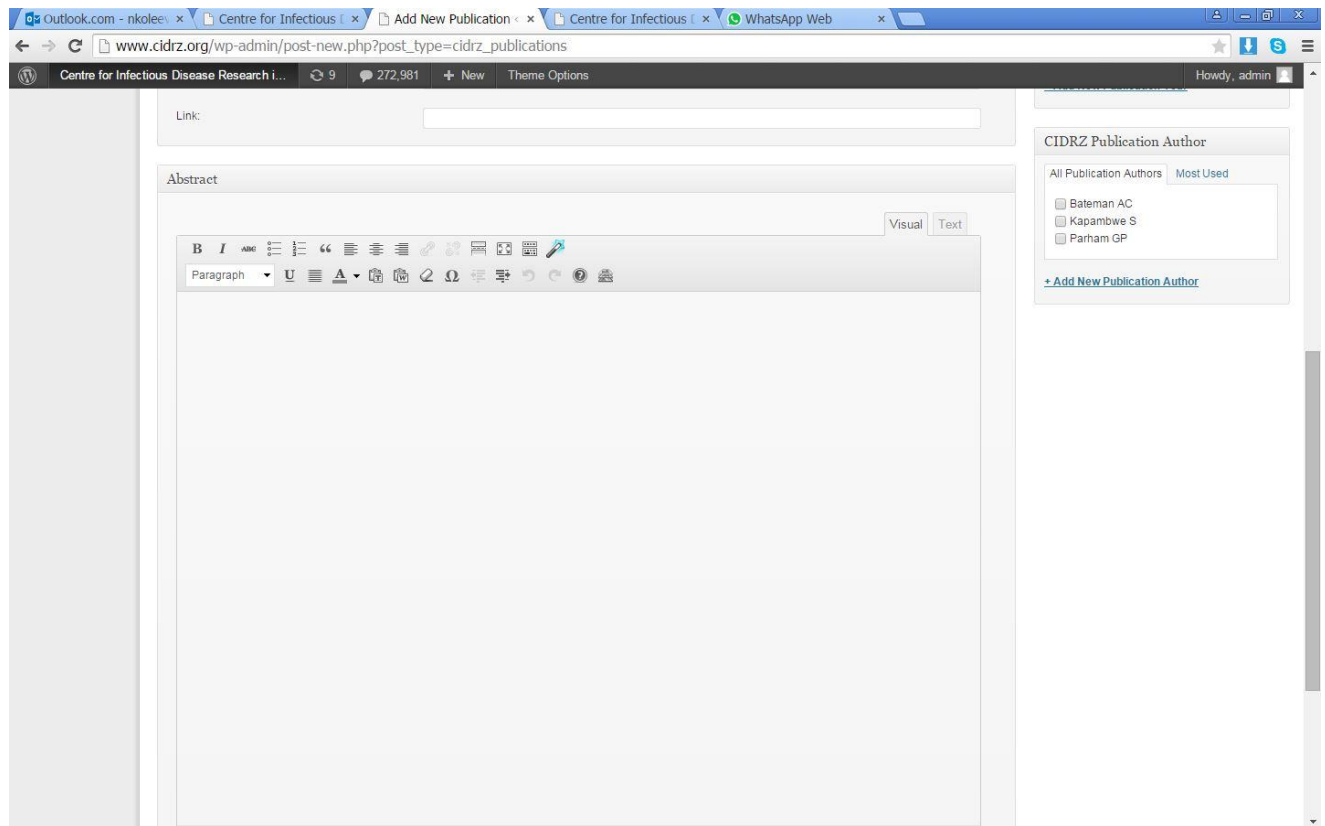 Outlook.com - nkolee
Centre for Infectious D
Add New Publication <
Centre for Infectious D
WhatsApp Web
www.cidrz.org/wp-admin/post-new.php?post_type=cidrz_publications
Centre for Infectious Disease Research i... 9 272,981 + New Theme Options Howdy, admin
Link:
CIDRZ Publication Author
All Publication Authors Most Used
Bateman AC
Kapambwe S
Parham GP
+ Add New Publication Author
Abstract
Visual Text
B I ABC
Paragraph U A T W Ω